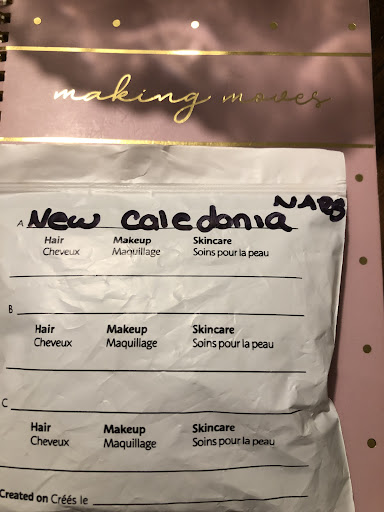 making moves
NARS
A New Caledonia
Hair Makeup Skincare
Cheveux Maquillage Soins pour la peau
B
Hair Makeup Skincare
Cheveux Maquillage Soins pour la peau
C
Hair Makeup Skincare
Cheveux Maquillage Soins pour la peau
Created on Créés le